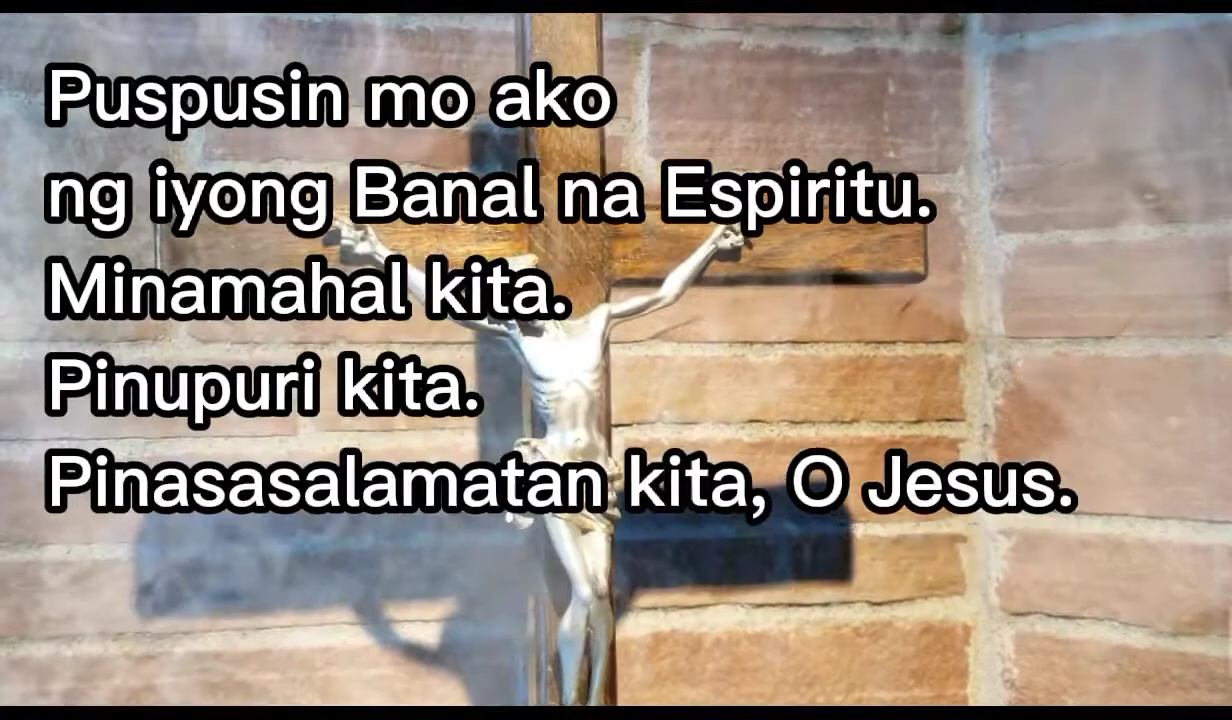 Puspusin mo ako
ng iyong Banal na Espiritu.
Minamahal kita.
Pinupuri kita.
Pinasasalamatan kita, O Jesus.